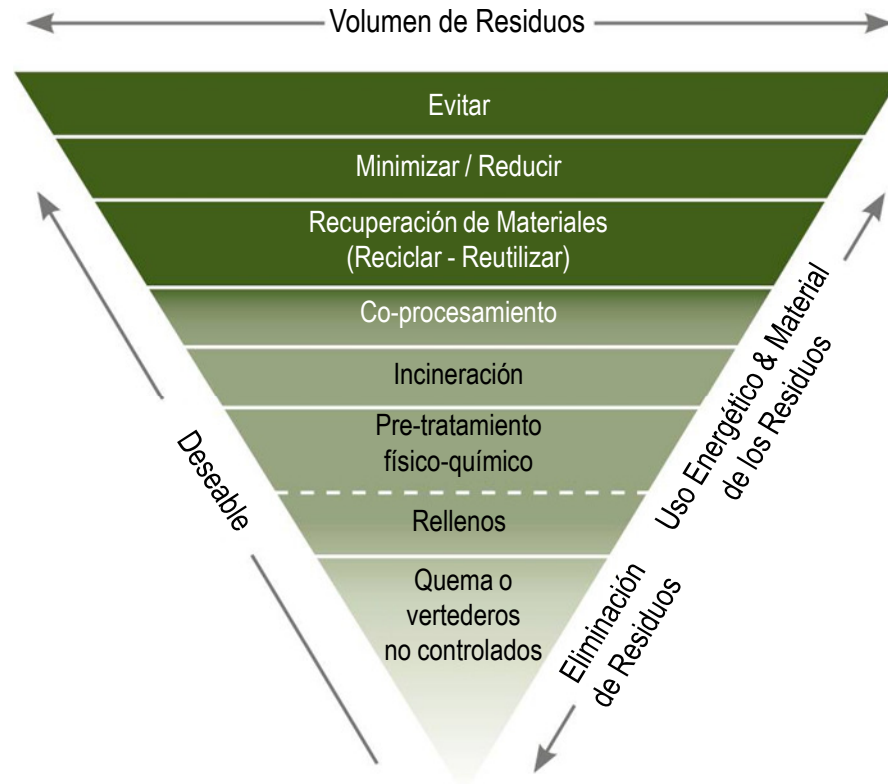 Volumen de Residuos
Evitar
Minimizar / Reducir
Recuperación de Materiales
(Reciclar - Reutilizar)
Co-procesamiento
Incineración
Pre-tratamiento
físico-químico
Rellenos
Quema o
vertederos
no controlados
Deseable
Uso Energético & Material
de los Residuos
Eliminación
de Residuos